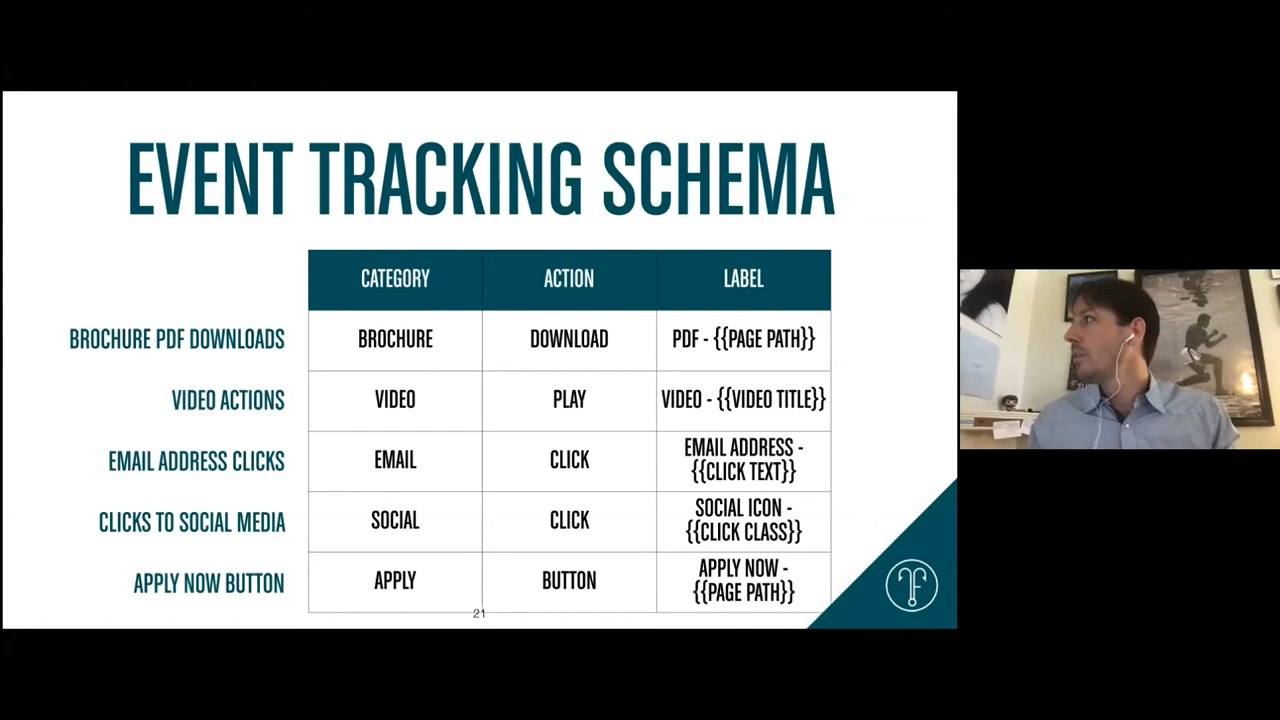 EVENT TRACKING SCHEMA
CATEGORY ACTION LABEL
BROCHURE PDF DOWNLOADS BROCHURE DOWNLOAD PDF - {{PAGE PATH}}
VIDEO ACTIONS VIDEO PLAY VIDEO - {{VIDEO TITLE}}
EMAIL ADDRESS CLICKS EMAIL CLICK EMAIL ADDRESS -
{{CLICK TEXT}}
CLICKS TO SOCIAL MEDIA SOCIAL CLICK SOCIAL ICON -
{{CLICK CLASS}}
APPLY NOW BUTTON APPLY BUTTON APPLY NOW -
{{PAGE PATH}}
21